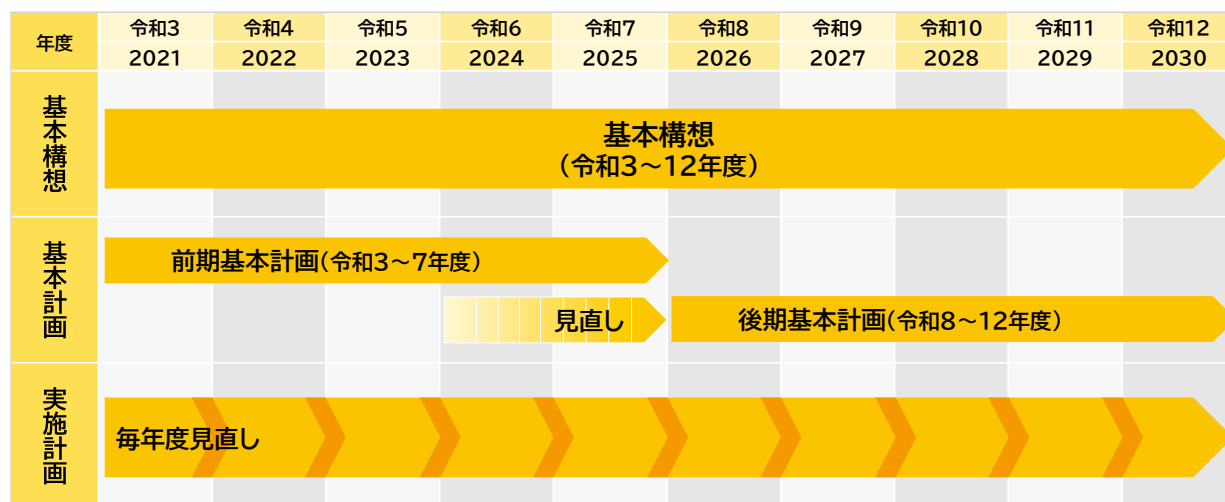 年度
令和3 令和4 令和5 令和6 令和7 令和8 令和9 令和10 令和11 令和12
2021 2022 2023 2024 2025 2026 2027 2028 2029 2030
基本構想
基本構想
(令和3～12年度)
基本計画
前期基本計画(令和3～7年度)
見直し
後期基本計画(令和8～12年度)
実施計画
毎年度見直し